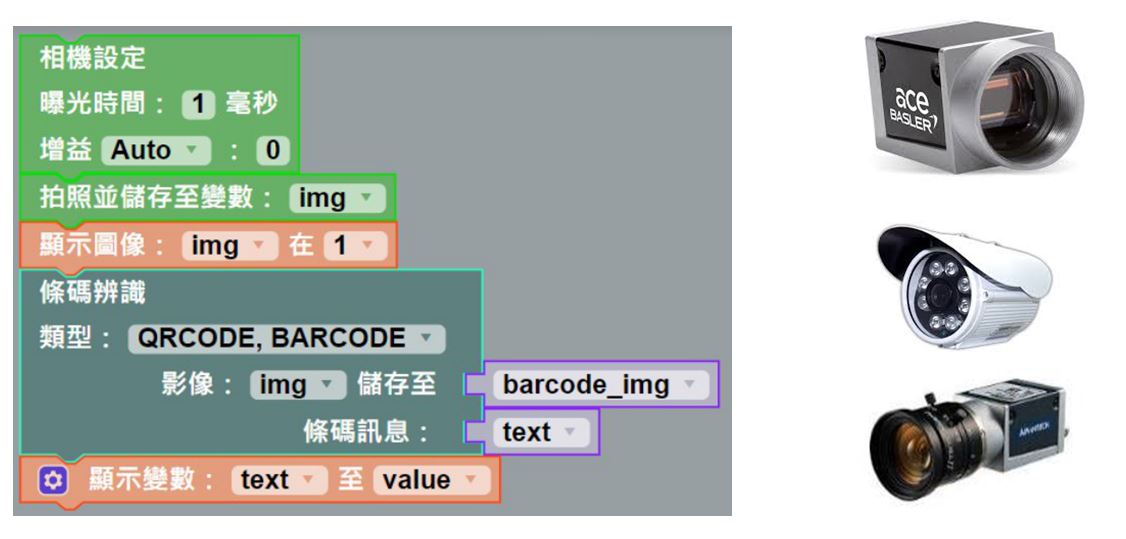 相機設定
曝光時間： 1 毫秒
增益 Auto ： 0
拍照並儲存至變數： img
顯示圖像： img 在 1
條碼辨識
類型： QRCODE, BARCODE
影像： img 儲存至 barcode_img
條碼訊息： text
顯示變數： text 至 value
ace
BASLER
ADVANTECH